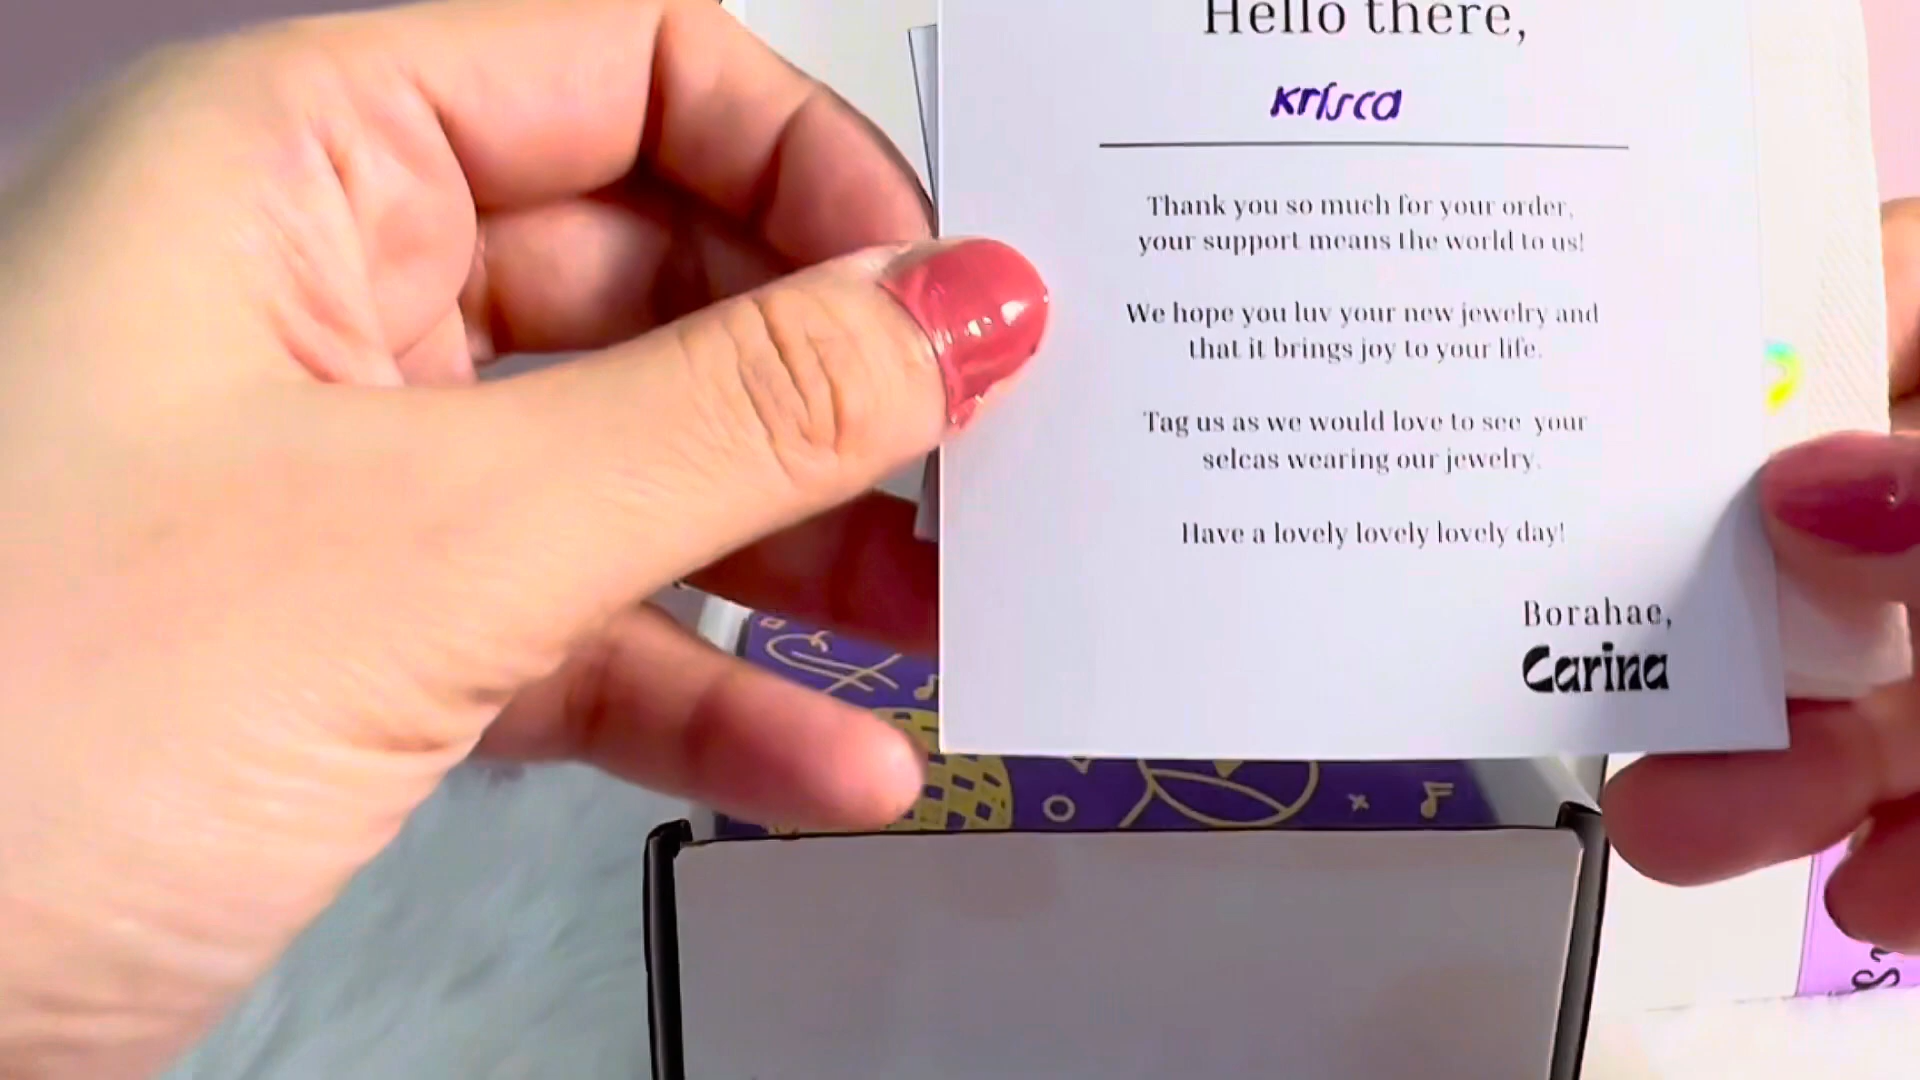 Hello there,
Krisca
Thank you so much for your order,
your support means the world to us!
We hope you luv your new jewelry and
that it brings joy to your life.
Tag us as we would love to see your
selcas wearing our jewelry.
Have a lovely lovely lovely day!
Borahae,
Carina